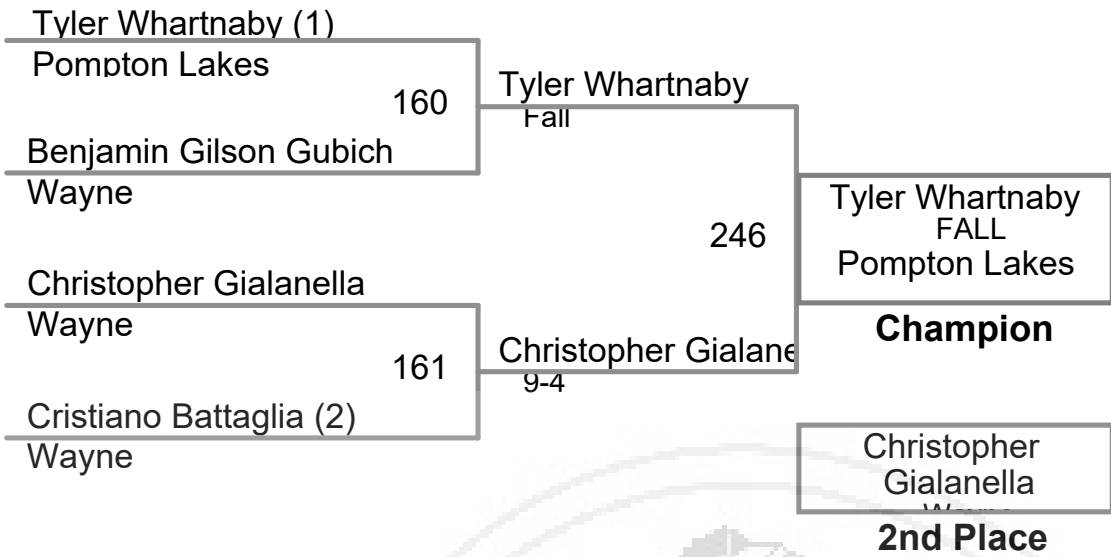 Tyler Whartnaby (1)
Pompton Lakes
160
Benjamin Gilson Gubich
Wayne
Christopher Gialanella
Wayne
161
Cristiano Battaglia (2)
Wayne
Tyler Whartnaby
Fall
246
Christopher Gialane
9-4
Tyler Whartnaby
FALL
Pompton Lakes
Champion
Christopher
Gialanella
Wayne
2nd Place